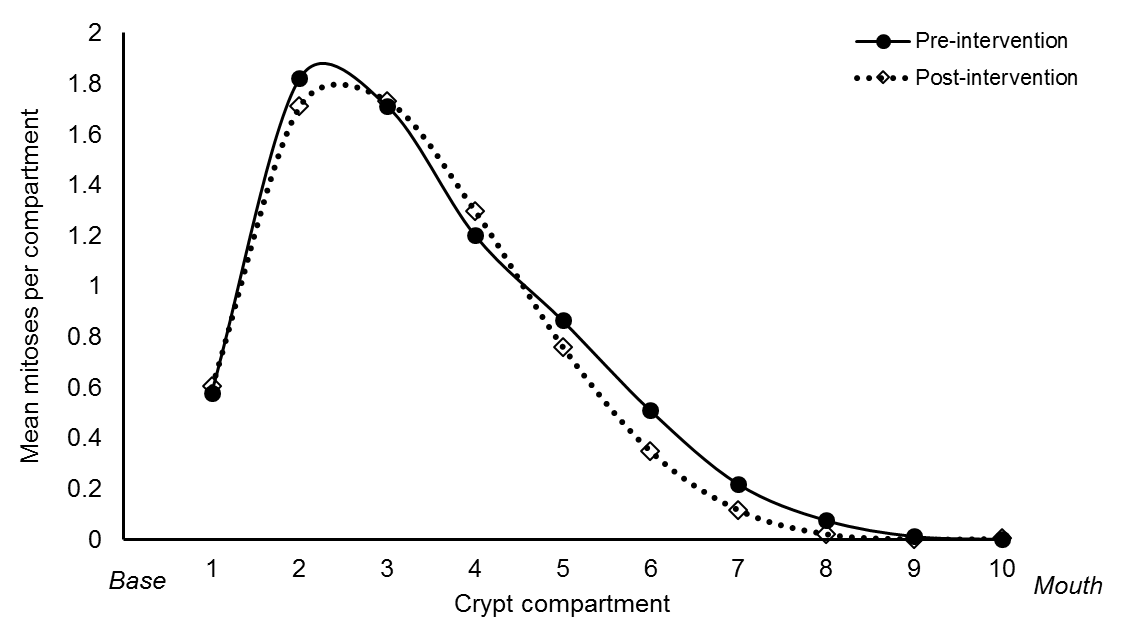 Pre-intervention
Post-intervention
Mean mitoses per compartment
2
1.8
1.6
1.4
1.2
1
0.8
0.6
0.4
0.2
0
1 2 3 4 5 6 7 8 9 10
Base
Mouth
Crypt compartment